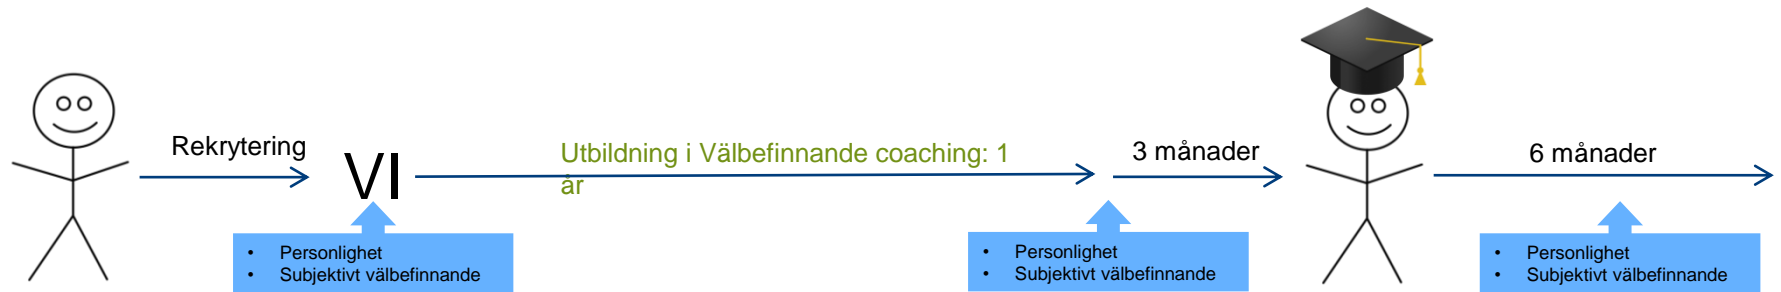 Rekrytering
VI
Utbildning i Välbefinnande coaching: 1
år
3 månader
6 månader
• Personlighet
• Subjektivt välbefinnande
• Personlighet
• Subjektivt välbefinnande
• Personlighet
• Subjektivt välbefinnande